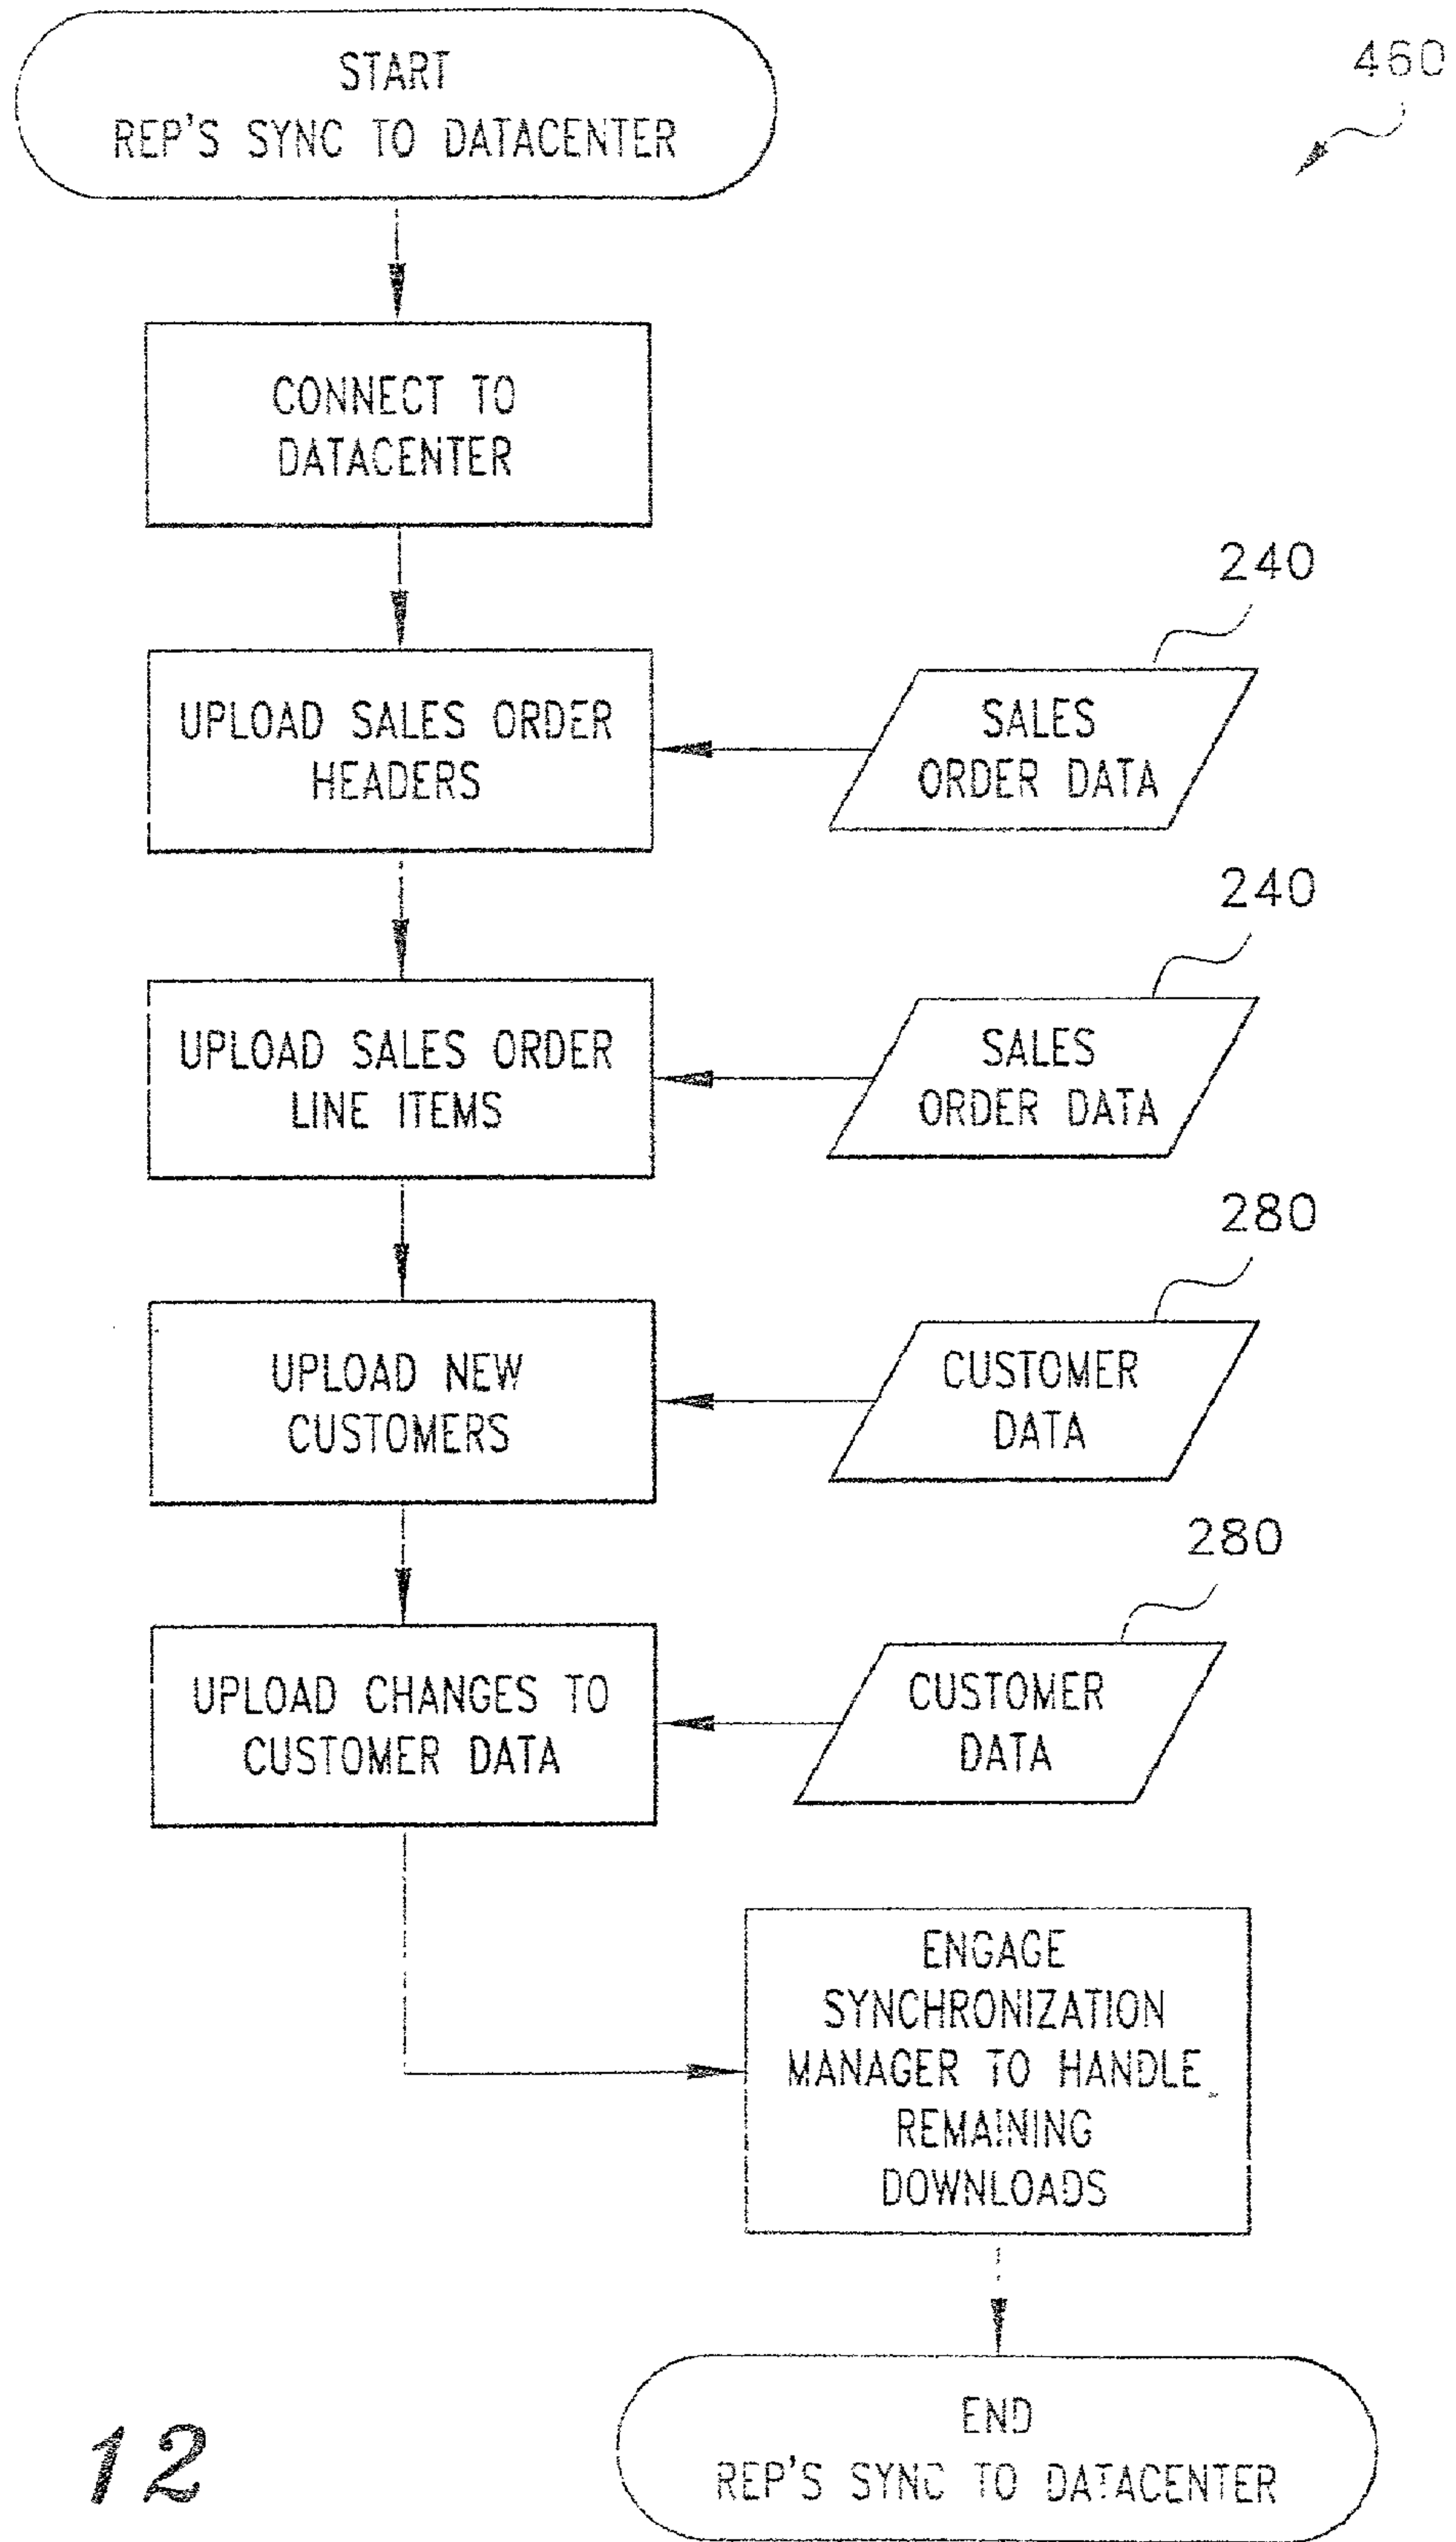 START
REP'S SYNC TO DATACENTER
460
CONNECT TO
DATACENTER
240
UPLOAD SALES ORDER
HEADERS
SALES
ORDER DATA
240
UPLOAD SALES ORDER
LINE ITEMS
SALES
ORDER DATA
280
UPLOAD NEW
CUSTOMERS
CUSTOMER
DATA
280
UPLOAD CHANGES TO
CUSTOMER DATA
CUSTOMER
DATA
ENGAGE
SYNCHRONIZATION
MANAGER TO HANDLE
REMAINING
DOWNLOADS
END
REP'S SYNC TO DATACENTER
12